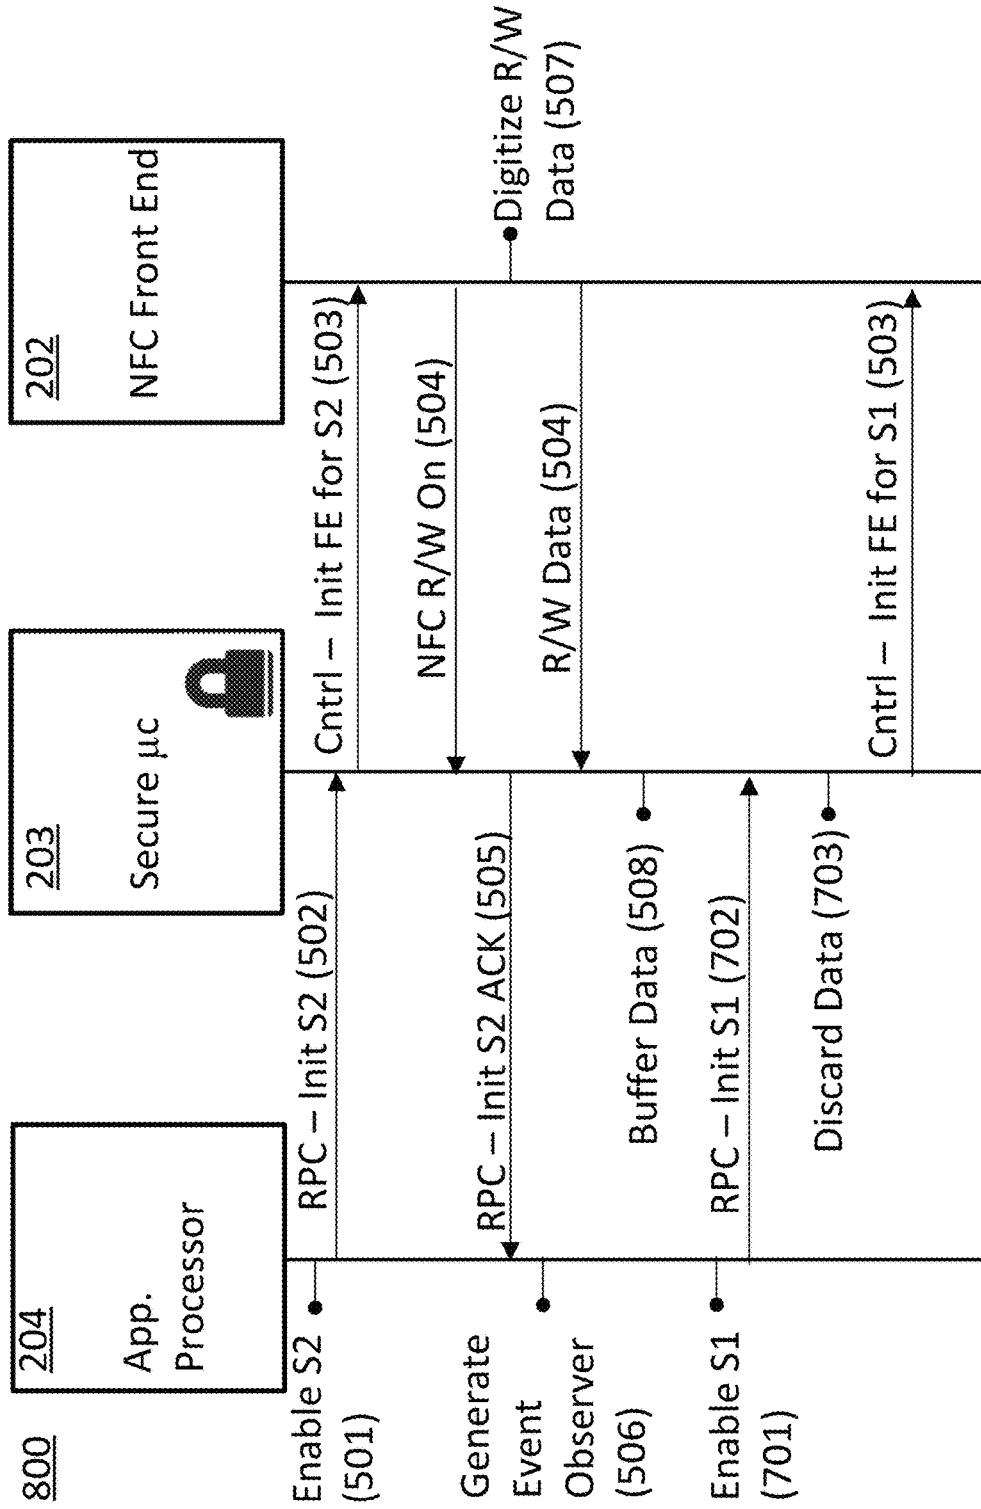 800
204
App.
Processor
203
Secure µc
202
NFC Front End
Enable S2
(501)
RPC – Init S2 (502)
Cntrl – Init FE for S2 (503)
NFC R/W On (504)
RPC – Init S2 ACK (505)
Digitize R/W
Data (507)
Generate
Event
Observer
(506)
R/W Data (504)
Buffer Data (508)
Enable S1
(701)
RPC – Init S1 (702)
Discard Data (703)
Cntrl – Init FE for S1 (503)